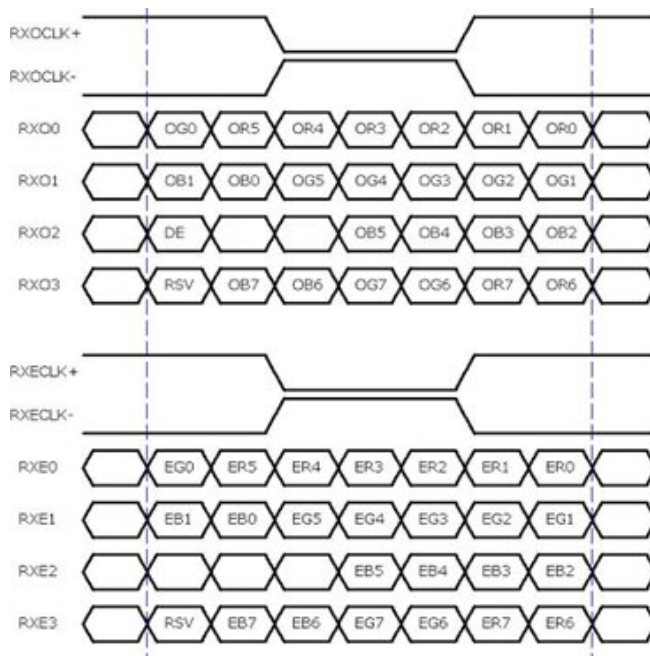 RXOCLK+
RXOCLK-
RXO0 OG0 OR5 OR4 OR3 OR2 OR1 OR0
RXO1 OB1 OB0 OG5 OG4 OG3 OG2 OG1
RXO2 DE OB5 OB4 OB3 OB2
RXO3 RSV OB7 OB6 OG7 OG6 OR7 OR6
RXECLK+
RXECLK-
RXE0 EG0 ER5 ER4 ER3 ER2 ER1 ER0
RXE1 EB1 EB0 EG5 EG4 EG3 EG2 EG1
RXE2 EB5 EB4 EB3 EB2
RXE3 RSV EB7 EB6 EG7 EG6 ER7 ER6